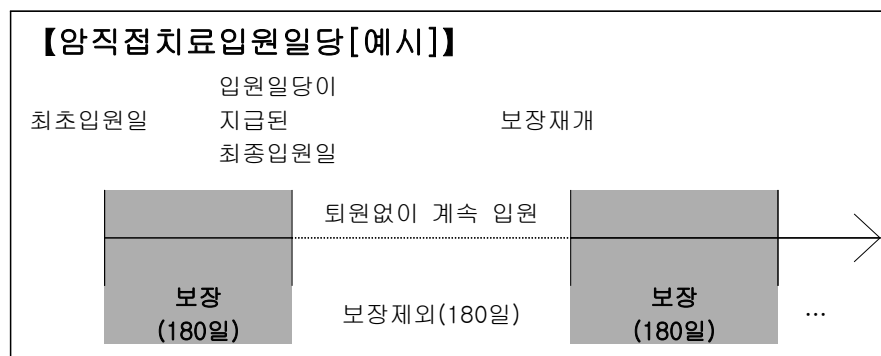 【암직접치료입원일당[예시]】
최초입원일
입원일당이
지급된
최종입원일
보장재개
퇴원없이 계속 입원
보장
(180일)
보장제외(180일)
보장
(180일)
…